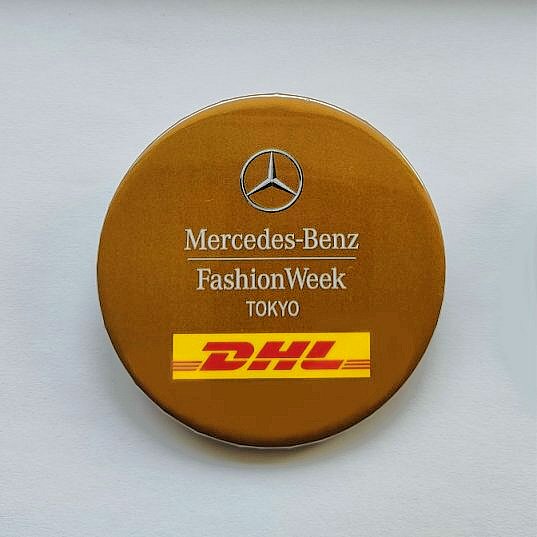 Mercedes-Benz
FashionWeek
TOKYO
DHL